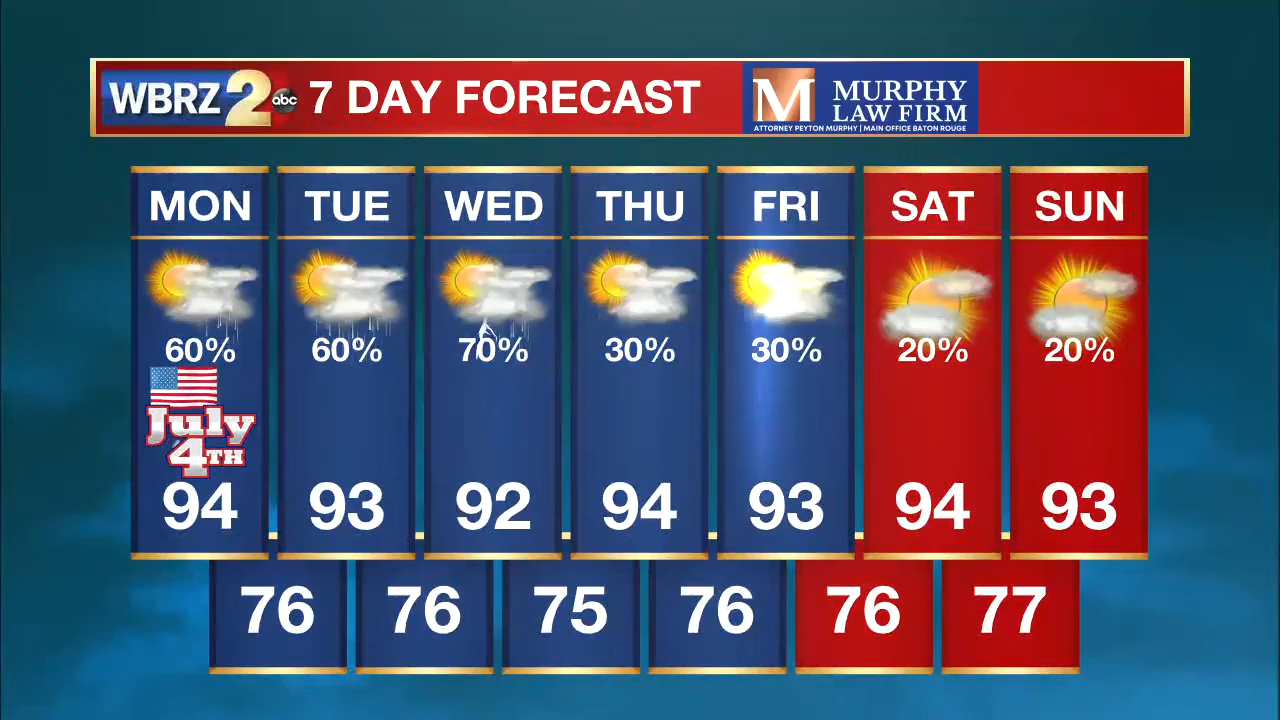 WBRZ 2 abc 7 DAY FORECAST
M MURPHY
LAW FIRM
ATTORNEY PEYTON MURPHY | MAIN OFFICE BATON ROUGE
MON TUE WED THU FRI SAT SUN
60% 60% 70% 30% 30% 20% 20%
July
4TH
94 93 92 94 93 94 93
76 76 75 76 76 77